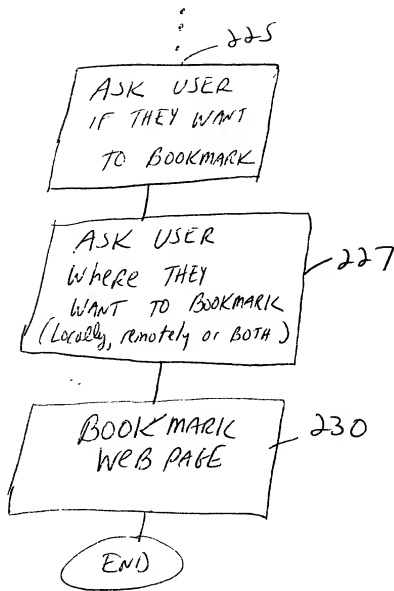 225
ASK USER
IF THEY WANT
TO BOOKMARK
ASK USER
Where THEY
WANT TO BOOKMARK
(Locally, remotely or BOTH)
227
BOOKMARK
WEB PAGE
230
END